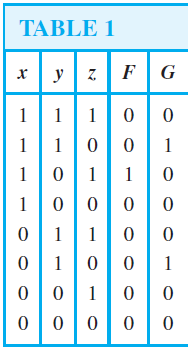 TABLE 1
x y z F G
1 1 1 0 0
1 1 0 0 1
1 0 1 1 0
1 0 0 0 0
0 1 1 0 0
0 1 0 0 1
0 0 1 0 0
0 0 0 0 0